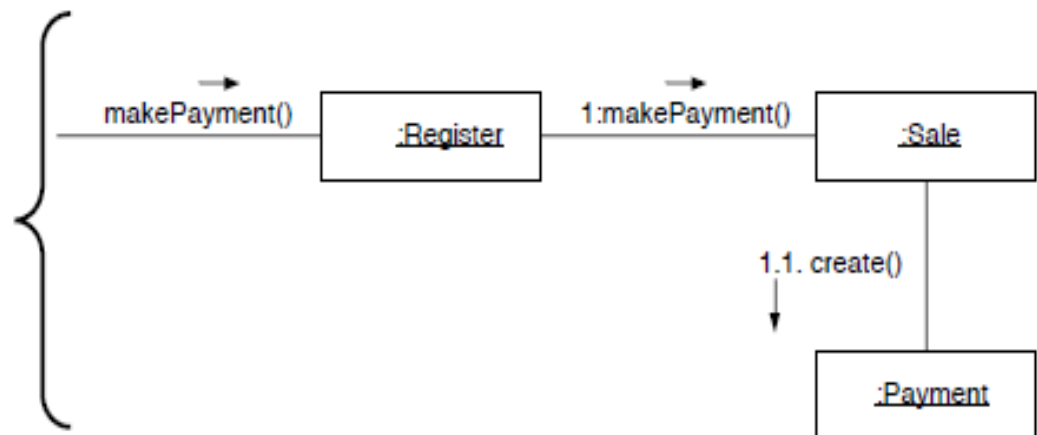 makePayment()
:Register
1:makePayment()
:Sale
1.1. create()
:Payment